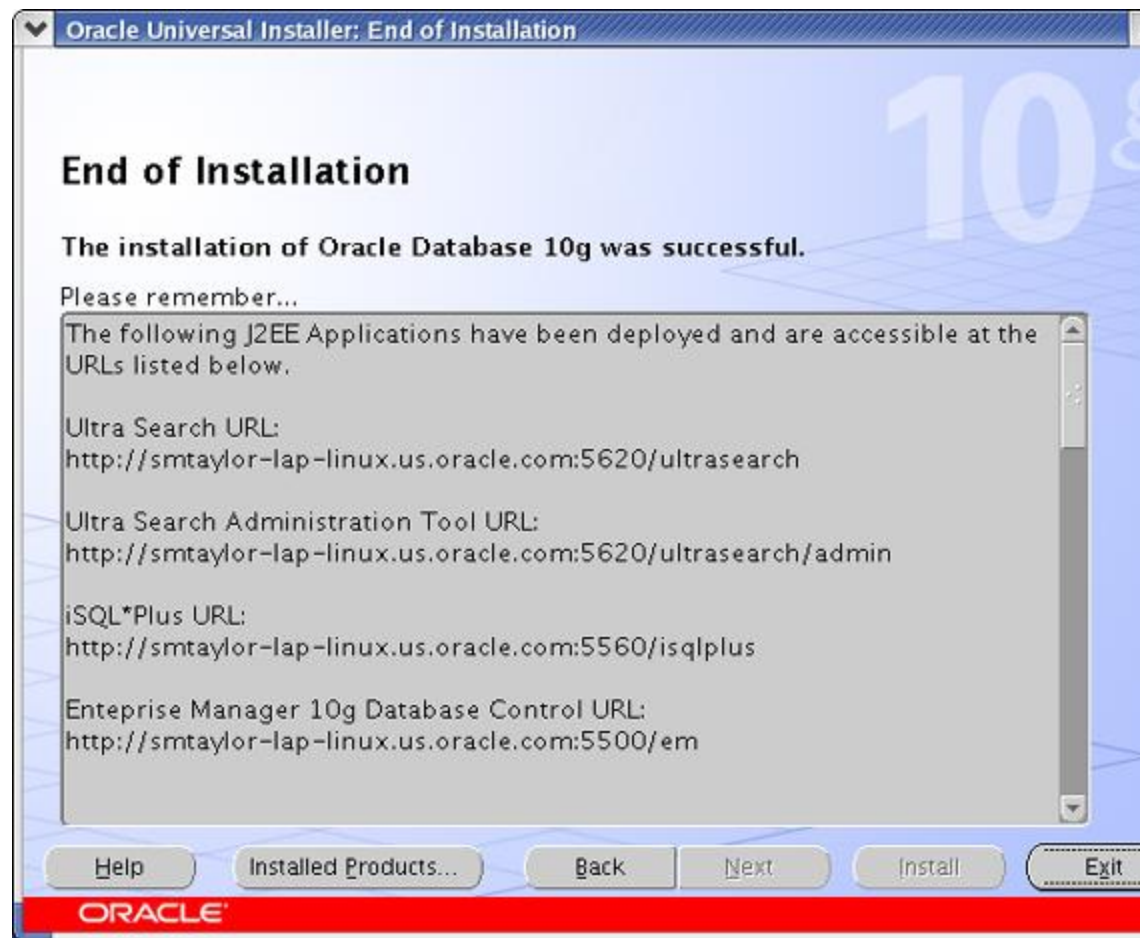 Oracle Universal Installer: End of Installation
10g
End of Installation
The installation of Oracle Database 10g was successful.
Please remember...
The following J2EE Applications have been deployed and are accessible at the
URLs listed below.
Ultra Search URL:
http://smtaylor-lap-linux.us.oracle.com:5620/ultrasearch
Ultra Search Administration Tool URL:
http://smtaylor-lap-linux.us.oracle.com:5620/ultrasearch/admin
iSQL*Plus URL:
http://smtaylor-lap-linux.us.oracle.com:5560/isqlplus
Enteprise Manager 10g Database Control URL:
http://smtaylor-lap-linux.us.oracle.com:5500/em
Help Installed Products... Back Next Install Exit
ORACLE